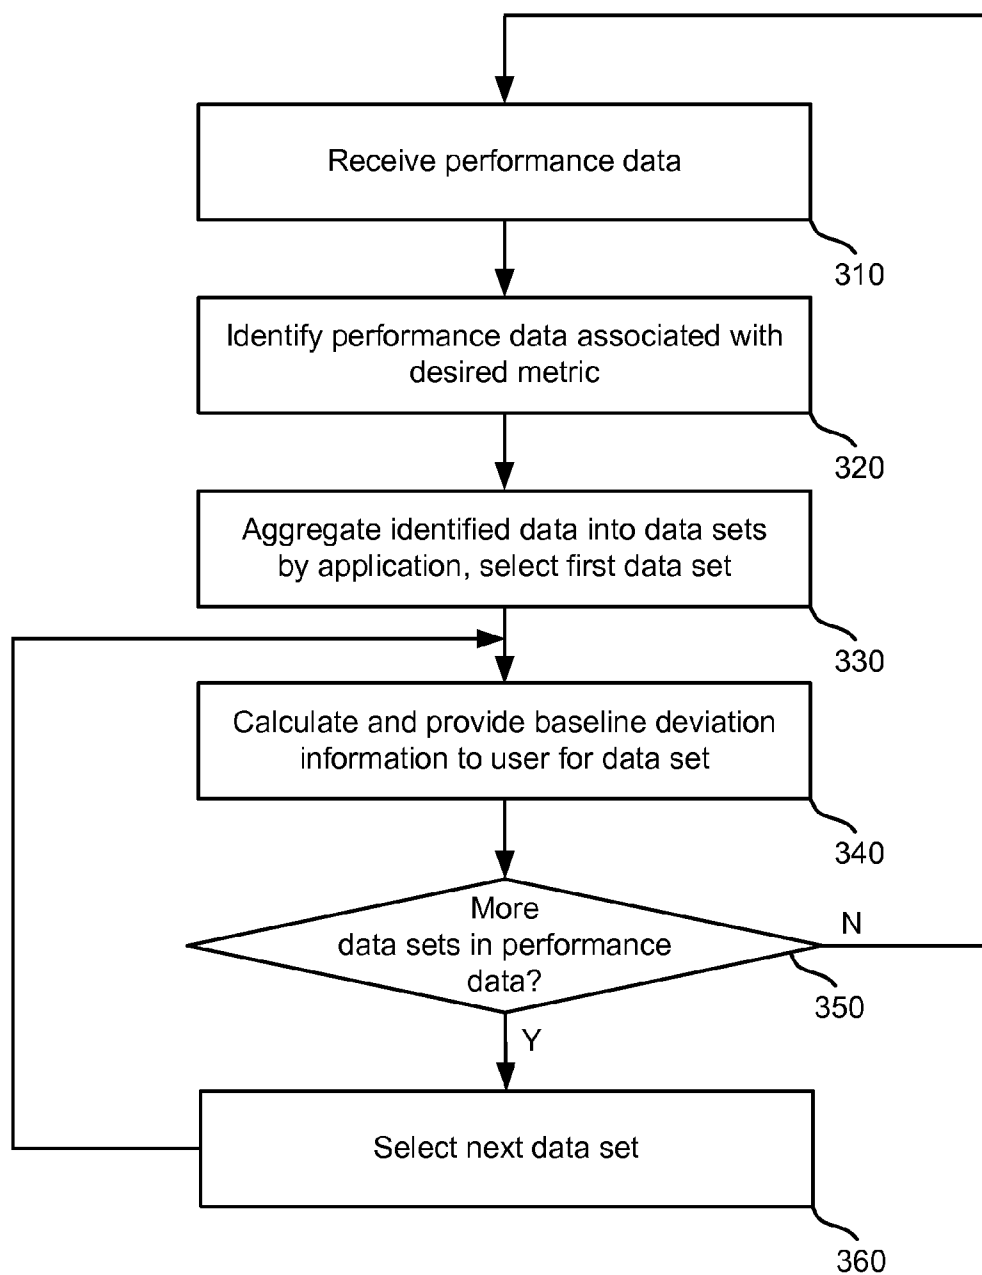 Receive performance data
310
Identify performance data associated with
desired metric
320
Aggregate identified data into data sets
by application, select first data set
330
Calculate and provide baseline deviation
information to user for data set
340
More
data sets in performance
data?
N
350
Y
Select next data set
360